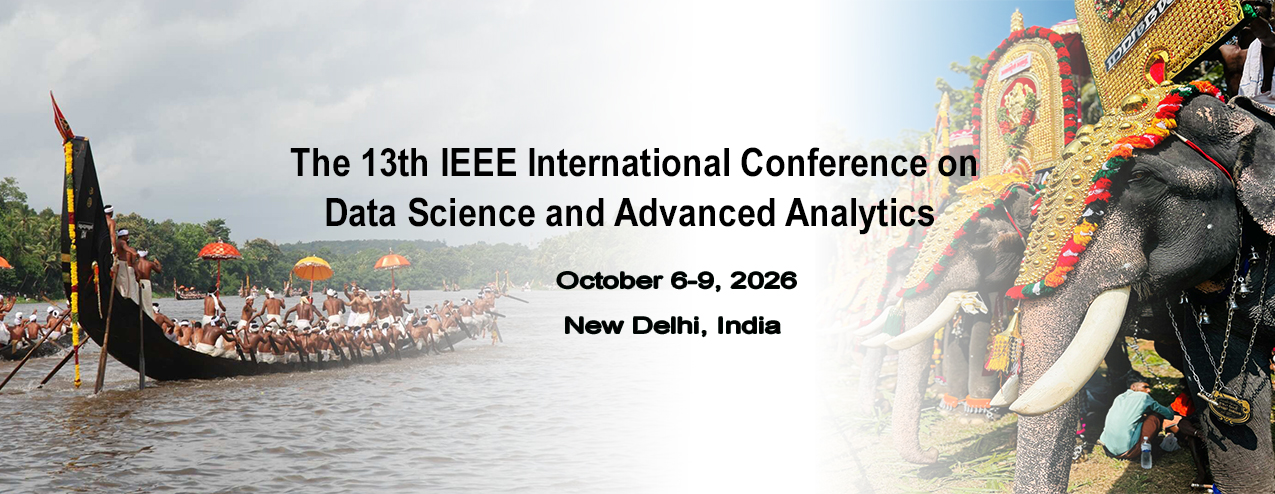 The 13th IEEE International Conference on
Data Science and Advanced Analytics
October 6-9, 2026
New Delhi, India